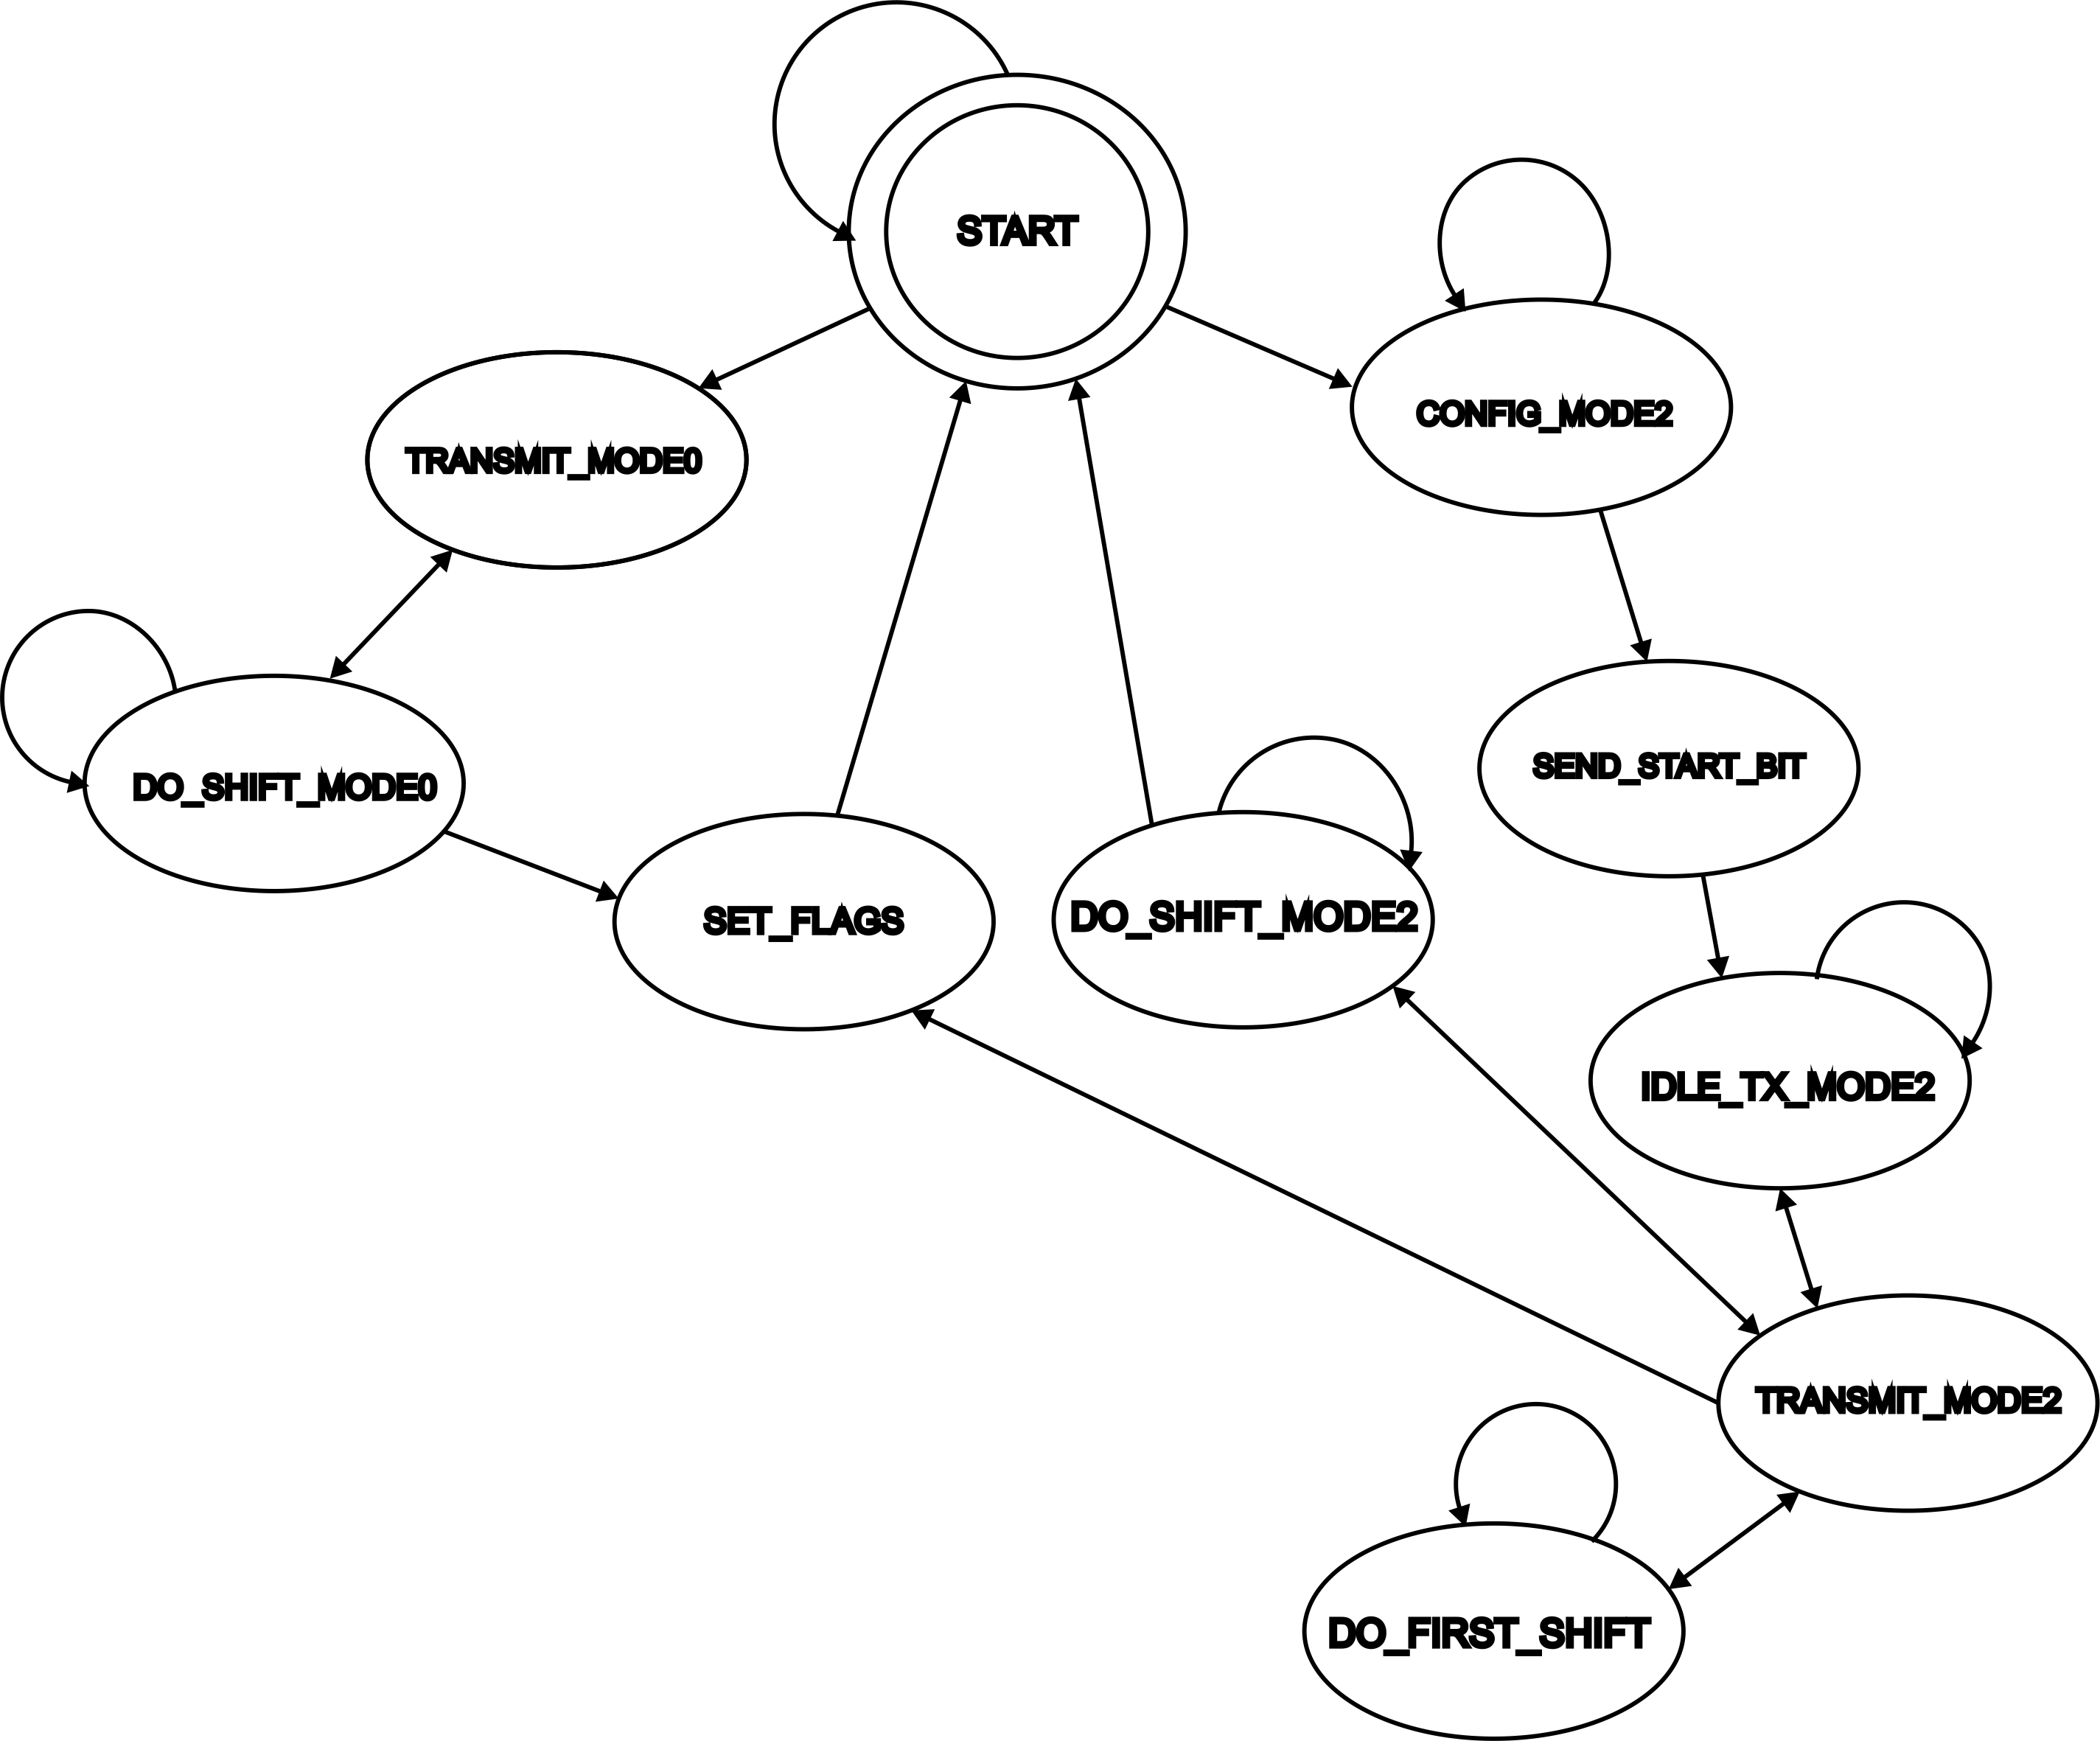 START
CONFIG_MODE2
TRANSMIT_MODE0
SEND_START_BIT
DO_SHIFT_MODE0
SET_FLAGS
DO_SHIFT_MODE2
IDLE_TX_MODE2
TRANSMIT_MODE2
DO_FIRST_SHIFT